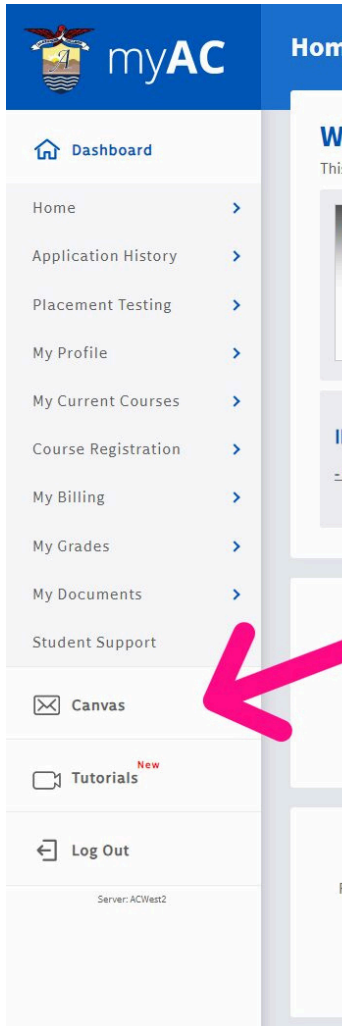 myAC
Hom
Dashboard
W
This
Home
Application History
Placement Testing
My Profile
My Current Courses
Course Registration
My Billing
My Grades
My Documents
Student Support
Canvas
New
Tutorials
Log Out
Server: ACWest2